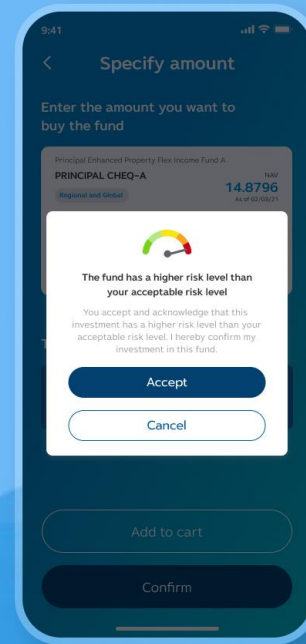 9:41
Specify amount
Enter the amount you want to
buy the fund
Principal Enhanced Property Flex Income Fund A
PRINCIPAL CHEQ-A
NAV
14.8796
Regional and Global
As of 02/03/21
The fund has a higher risk level than
your acceptable risk level
You accept and acknowledge that this
investment has a higher risk level than your
acceptable risk level. I hereby confirm my
investment in this fund.
T
Accept
Cancel
Add to cart
Confirm